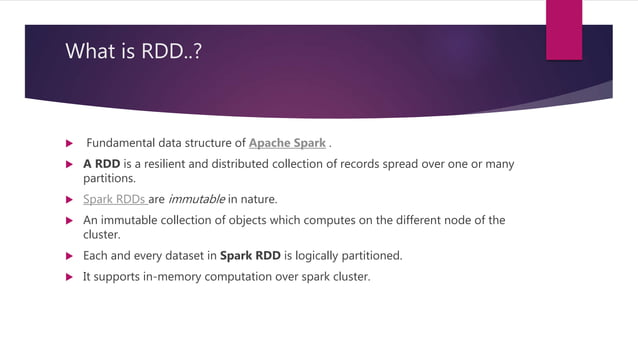 What is RDD..?
Fundamental data structure of Apache Spark .
A RDD is a resilient and distributed collection of records spread over one or many
partitions.
Spark RDDs are immutable in nature.
An immutable collection of objects which computes on the different node of the
cluster.
Each and every dataset in Spark RDD is logically partitioned.
It supports in-memory computation over spark cluster.